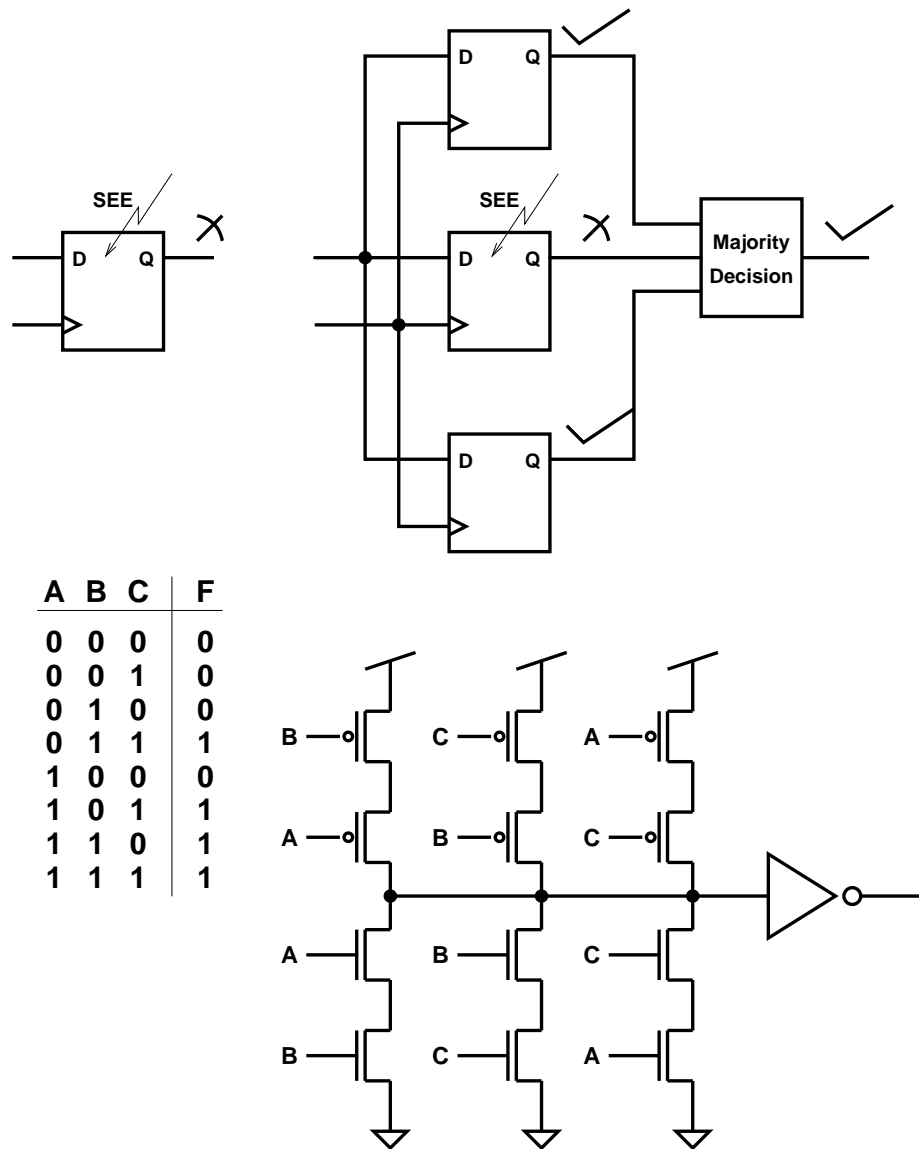 D Q
SEE
SEE
D Q
D Q
Majority
Decision
D Q
A B C F
0 0 0 0
0 0 1 0
0 1 0 0
0 1 1 1
1 0 0 0
1 0 1 1
1 1 0 1
1 1 1 1
B C A
A B C
A B C
B C A